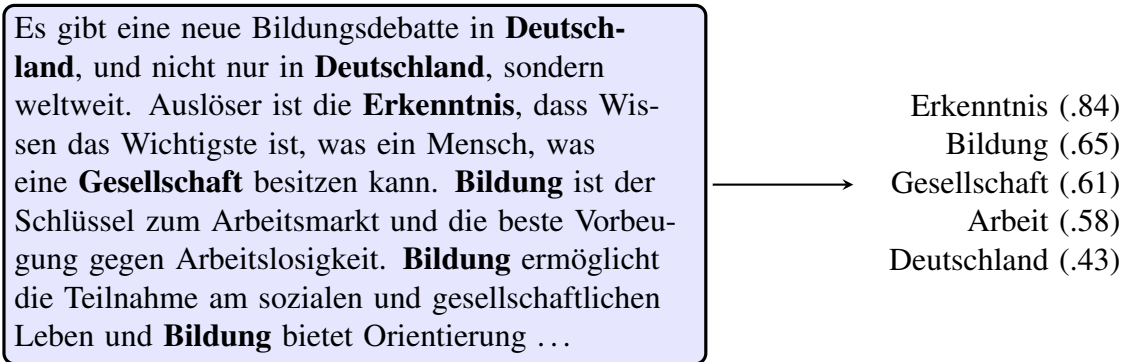 Es gibt eine neue Bildungsdebatte in Deutsch-
land, und nicht nur in Deutschland, sondern
weltweit. Auslöser ist die Erkenntnis, dass Wis-
sen das Wichtigste ist, was ein Mensch, was
eine Gesellschaft besitzen kann. Bildung ist der
Schlüssel zum Arbeitsmarkt und die beste Vorbeu-
gung gegen Arbeitslosigkeit. Bildung ermöglicht
die Teilnahme am sozialen und gesellschaftlichen
Leben und Bildung bietet Orientierung ...
Erkenntnis (.84)
Bildung (.65)
Gesellschaft (.61)
Arbeit (.58)
Deutschland (.43)